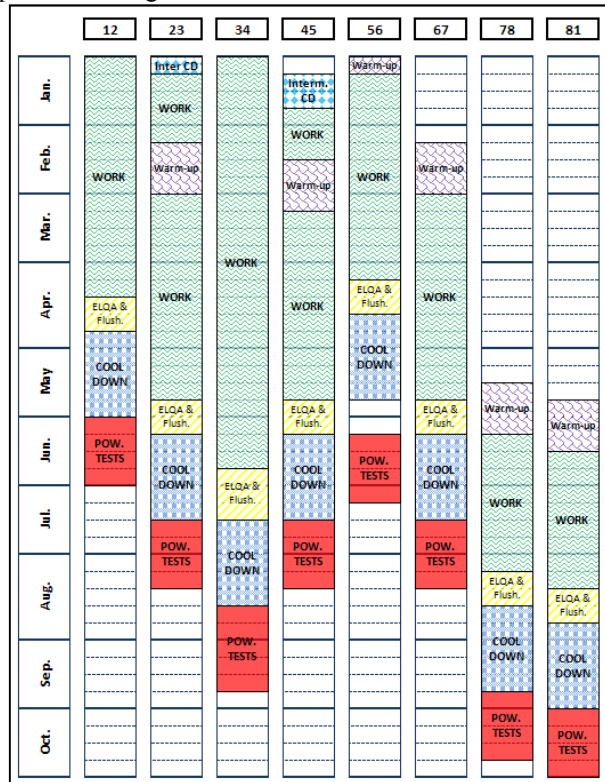 12 23 34 45 56 67 78 81
Jan.
Feb.
Mar.
Apr.
May
Jun.
Jul.
Aug.
Sep.
Oct.
WORK
ELQA &
Flush.
COOL
DOWN
POW.
TESTS
Inter CD
WORK
Warm-up
WORK
ELQA &
Flush.
COOL
DOWN
POW.
TESTS
WORK
ELQA &
Flush.
COOL
DOWN
POW.
TESTS
Interm.
CD
WORK
Warm-up
WORK
ELQA &
Flush.
COOL
DOWN
POW.
TESTS
Warm-up
WORK
ELQA &
Flush.
COOL
DOWN
POW.
TESTS
Warm-up
WORK
ELQA &
Flush.
COOL
DOWN
POW.
TESTS
Warm-up
WORK
ELQA &
Flush.
COOL
DOWN
POW.
TESTS
Warm-up
WORK
ELQA &
Flush.
COOL
DOWN
POW.
TESTS